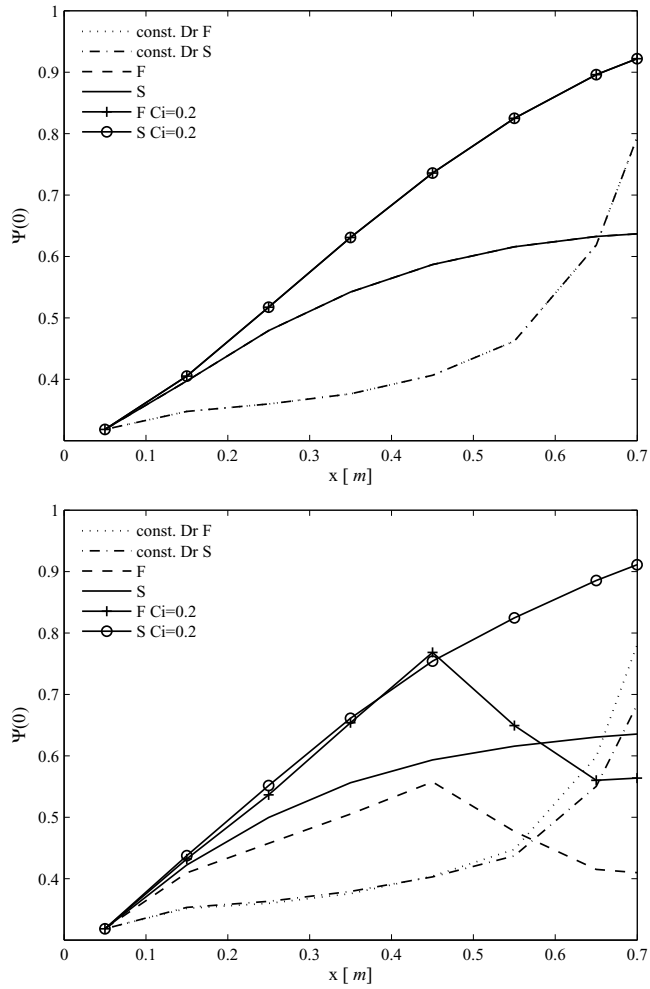 1
0.9
0.8
0.7
0.6
0.5
0.4
Ψ(0)
const. Dr F
const. Dr S
F
S
F Ci=0.2
S Ci=0.2
0 0.1 0.2 0.3 0.4 0.5 0.6 0.7
x [ m]
1
0.9
0.8
0.7
0.6
0.5
0.4
Ψ(0)
const. Dr F
const. Dr S
F
S
F Ci=0.2
S Ci=0.2
0 0.1 0.2 0.3 0.4 0.5 0.6 0.7
x [ m]